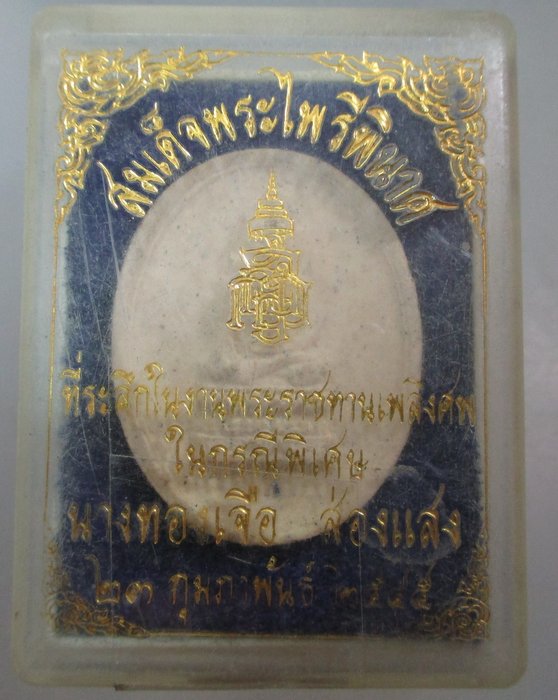 สมเด็จพระไพรีพินาศ
ที่ระลึกในงานพระราชทานเพลิงศพ
ในกรณีพิเศษ
นางทองเจือ ส่องแสง
๒๓ กุมภาพันธ์ ๒๕๔๕